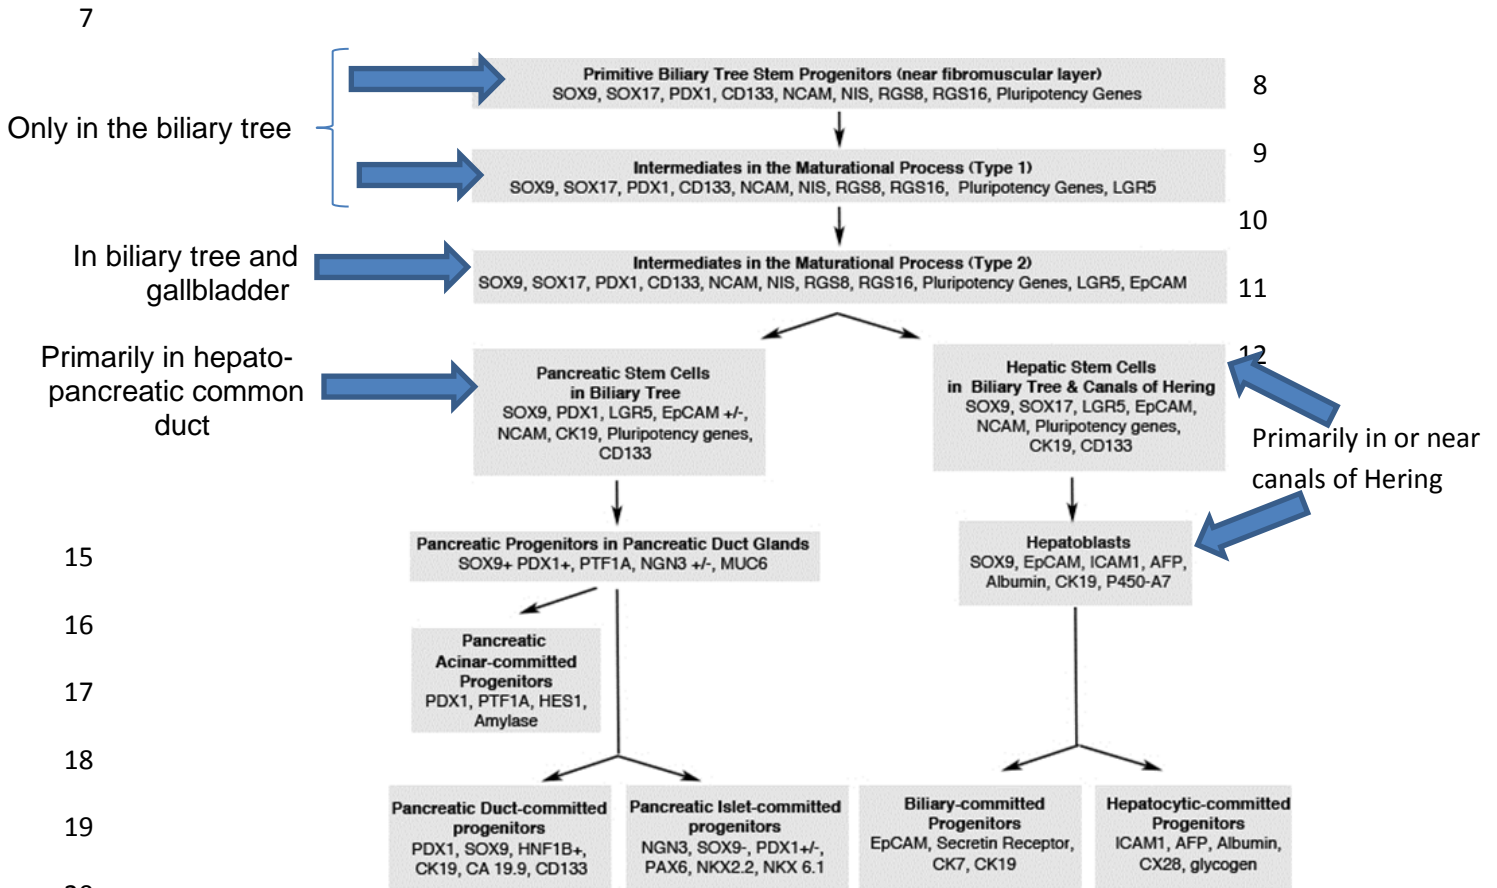 7
Primitive Biliary Tree Stem Progenitors (near fibromuscular layer)
SOX9, SOX17, PDX1, CD133, NCAM, NIS, RGS8, RGS16, Pluripotency Genes
8
Only in the biliary tree
9
Intermediates in the Maturational Process (Type 1)
SOX9, SOX17, PDX1, CD133, NCAM, NIS, RGS8, RGS16, Pluripotency Genes, LGR5
10
In biliary tree and
gallbladder
Intermediates in the Maturational Process (Type 2)
SOX9, SOX17, PDX1, CD133, NCAM, NIS, RGS8, RGS16, Pluripotency Genes, LGR5, EpCAM
11
Primarily in hepato-
pancreatic common
duct
Pancreatic Stem Cells
in Biliary Tree
SOX9, PDX1, LGR5, EpCAM +/-,
NCAM, CK19, Pluripotency genes,
CD133
12
Hepatic Stem Cells
in Biliary Tree & Canals of Hering
SOX9, SOX17, LGR5, EpCAM,
NCAM, Pluripotency genes,
CK19, CD133
Primarily in or near
canals of Hering
15
Pancreatic Progenitors in Pancreatic Duct Glands
SOX9+ PDX1+, PTF1A, NGN3 +/-, MUC6
Hepatoblasts
SOX9, EpCAM, ICAM1, AFP,
Albumin, CK19, P450-A7
16
Pancreatic
Acinar-committed
Progenitors
PDX1, PTF1A, HES1,
Amylase
17
18
19
Pancreatic Duct-committed
progenitors
PDX1, SOX9, HNF1B+,
CK19, CA 19.9, CD133
Pancreatic Islet-committed
progenitors
NGN3, SOX9-, PDX1+/-,
PAX6, NKX2.2, NKX 6.1
Biliary-committed
Progenitors
EpCAM, Secretin Receptor,
CK7, CK19
Hepatocytic-committed
Progenitors
ICAM1, AFP, Albumin,
CX28, glycogen